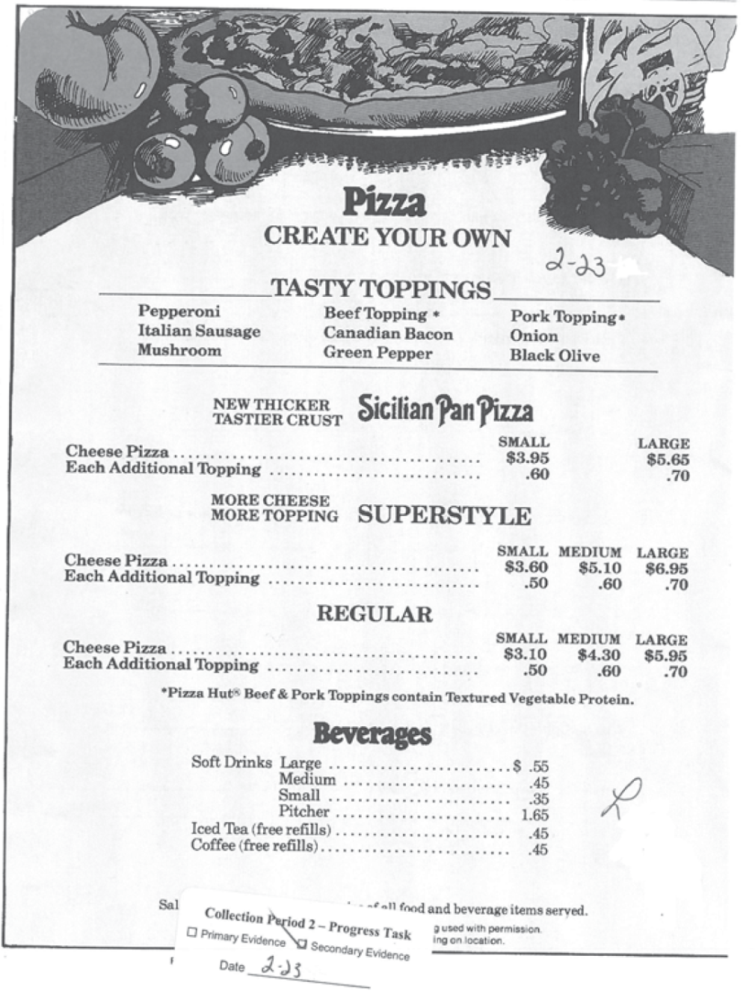 Pizza
CREATE YOUR OWN
2-23
TASTY TOPPINGS
Pepperoni Beef Topping * Pork Topping*
Italian Sausage Canadian Bacon Onion
Mushroom Green Pepper Black Olive
NEW THICKER
TASTIER CRUST Sicilian Pan Pizza
SMALL LARGE
Cheese Pizza ........................................ $3.95 $5.65
Each Additional Topping ........................... .60 .70
MORE CHEESE
MORE TOPPING SUPERSTYLE
SMALL MEDIUM LARGE
Cheese Pizza ........................................ $3.60 $5.10 $6.95
Each Additional Topping ........................... .50 .60 .70
REGULAR
SMALL MEDIUM LARGE
Cheese Pizza ........................................ $3.10 $4.30 $5.95
Each Additional Topping ........................... .50 .60 .70
*Pizza Hut® Beef & Pork Toppings contain Textured Vegetable Protein.
Beverages
Soft Drinks Large ........................ $ .55
Medium ...................... .45
Small ........................ .35
Pitcher ....................... 1.65
Iced Tea (free refills) ....................... .45
Coffee (free refills) ......................... .45
Sal of all food and beverage items served.
g used with permission.
ing on location.
Collection Period 2 – Progress Task
Primary Evidence Secondary Evidence
Date 2-23